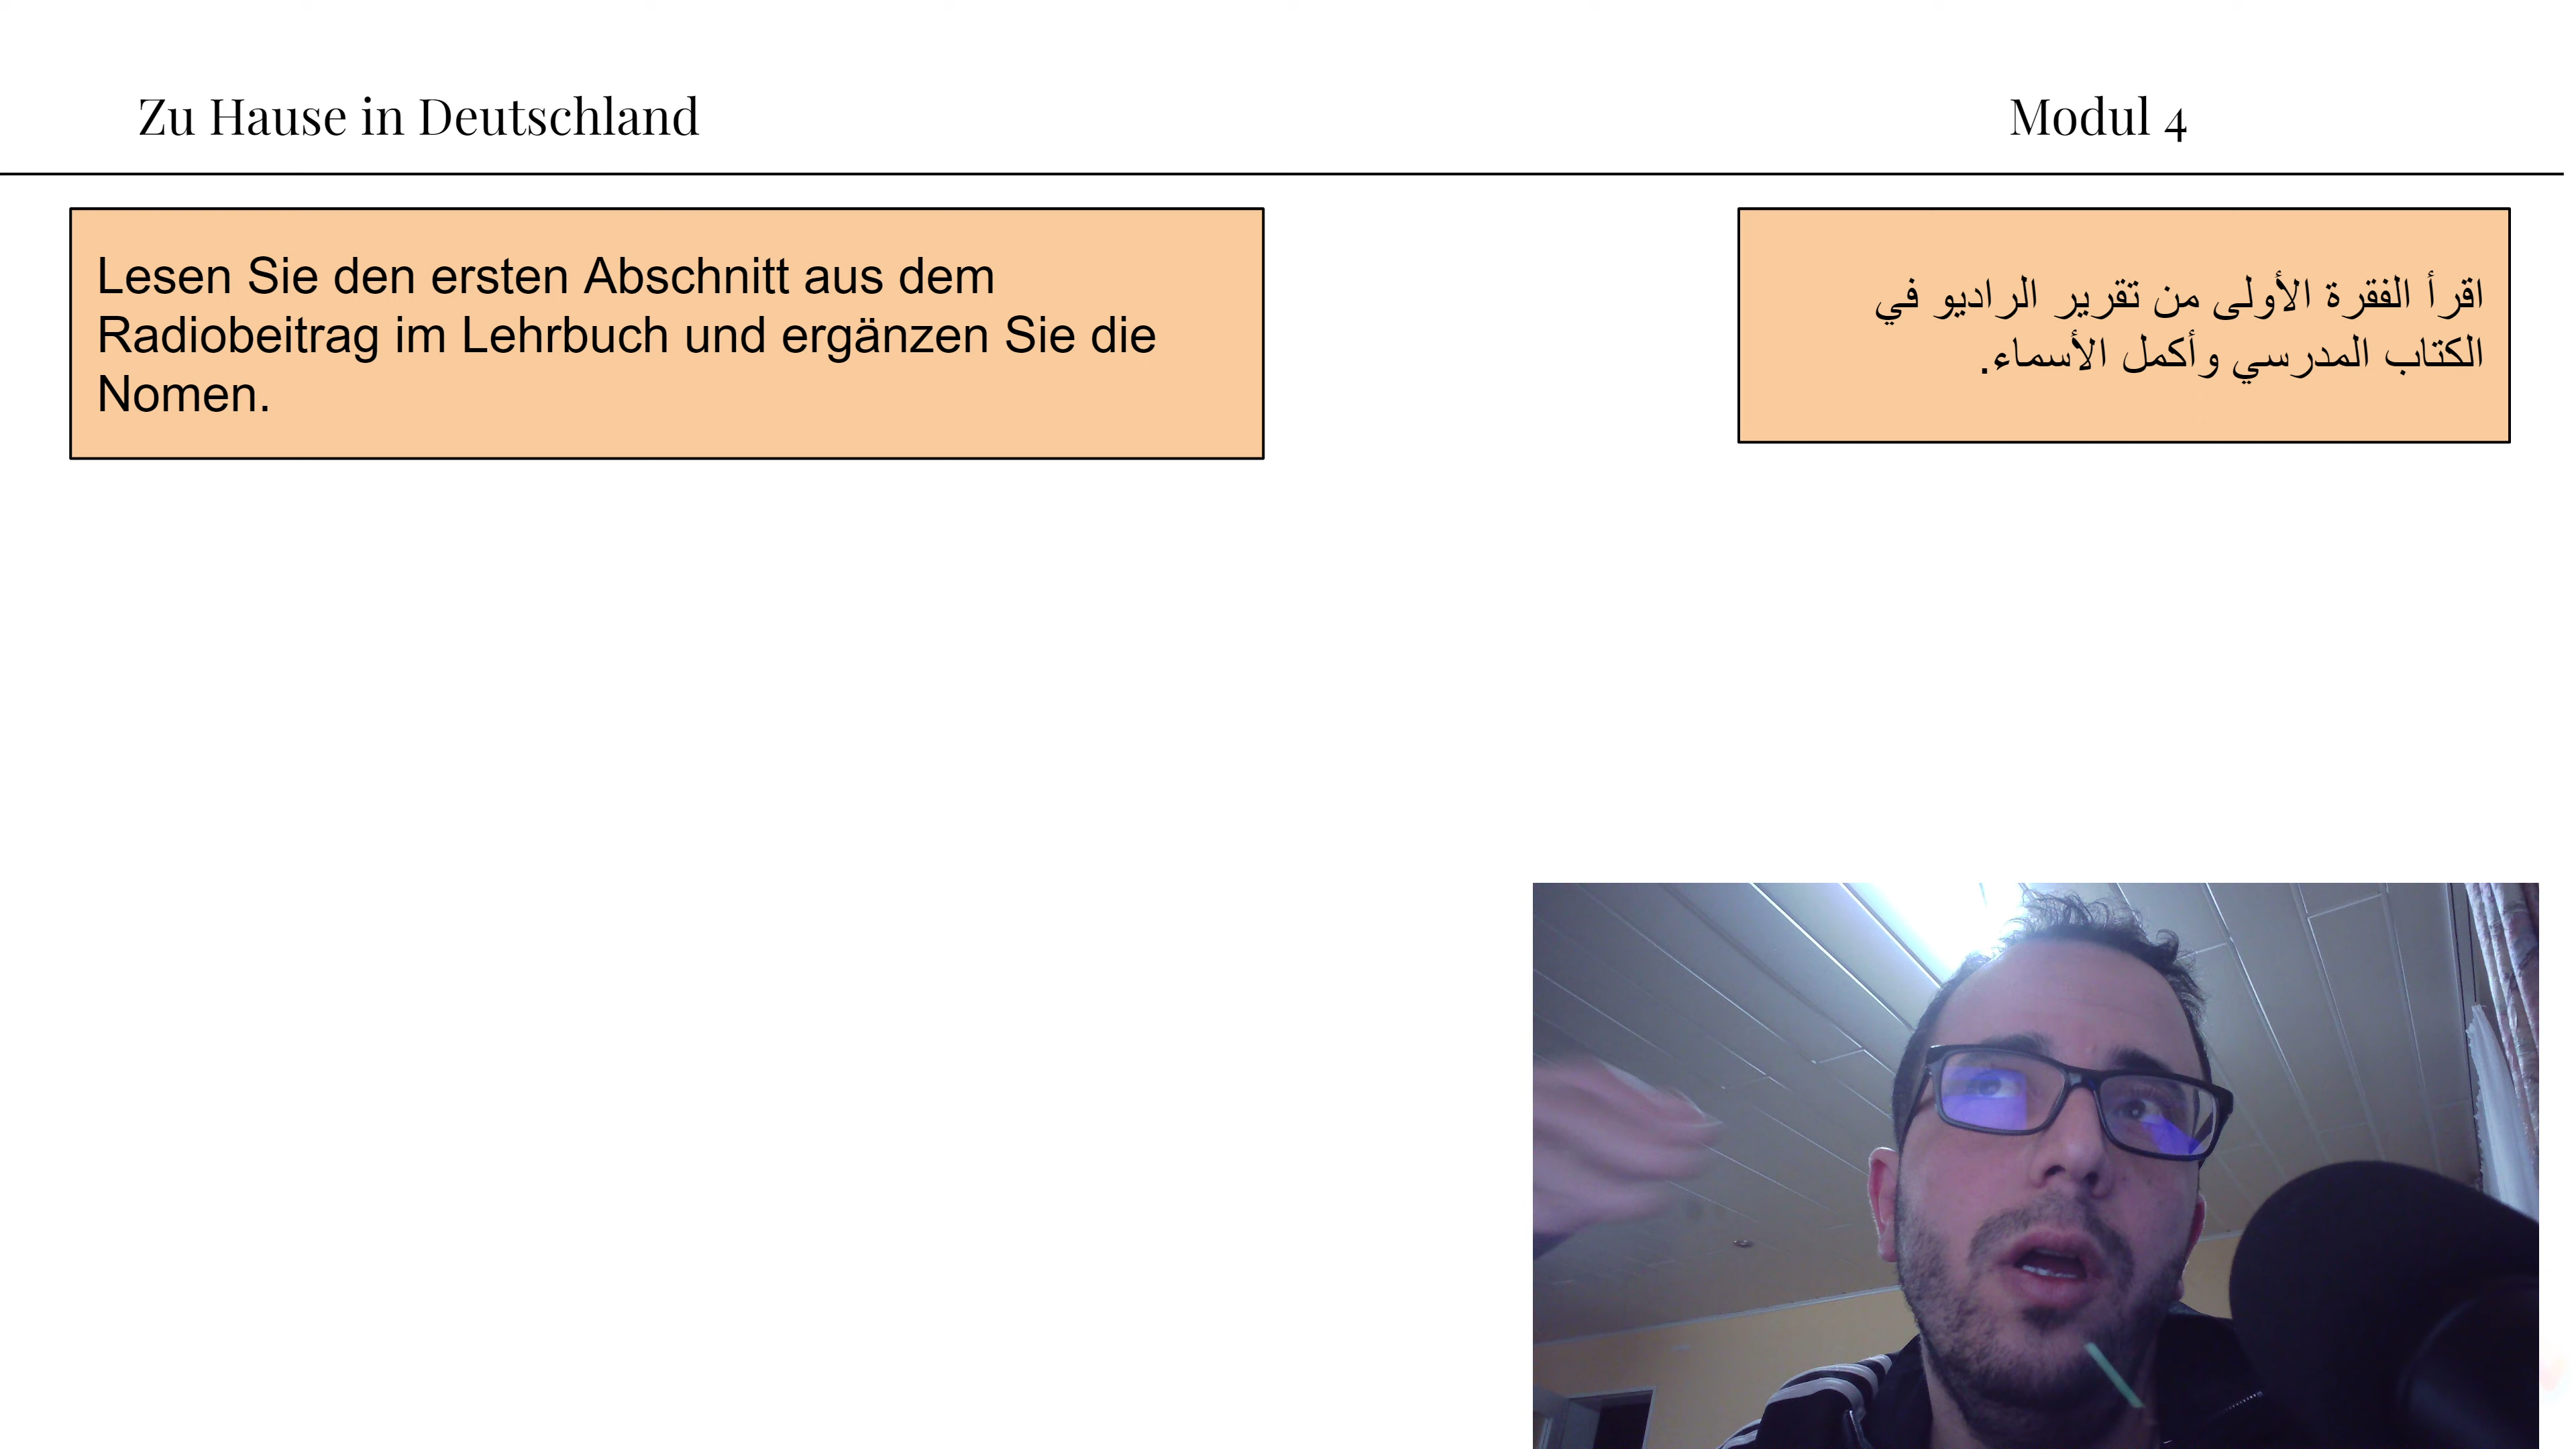 Zu Hause in Deutschland
Modul 4
Lesen Sie den ersten Abschnitt aus dem
Radiobeitrag im Lehrbuch und ergänzen Sie die
Nomen.
اقرأ الفقرة الأولى من تقرير الراديو في
الكتاب المدرسي وأكمل الأسماء.